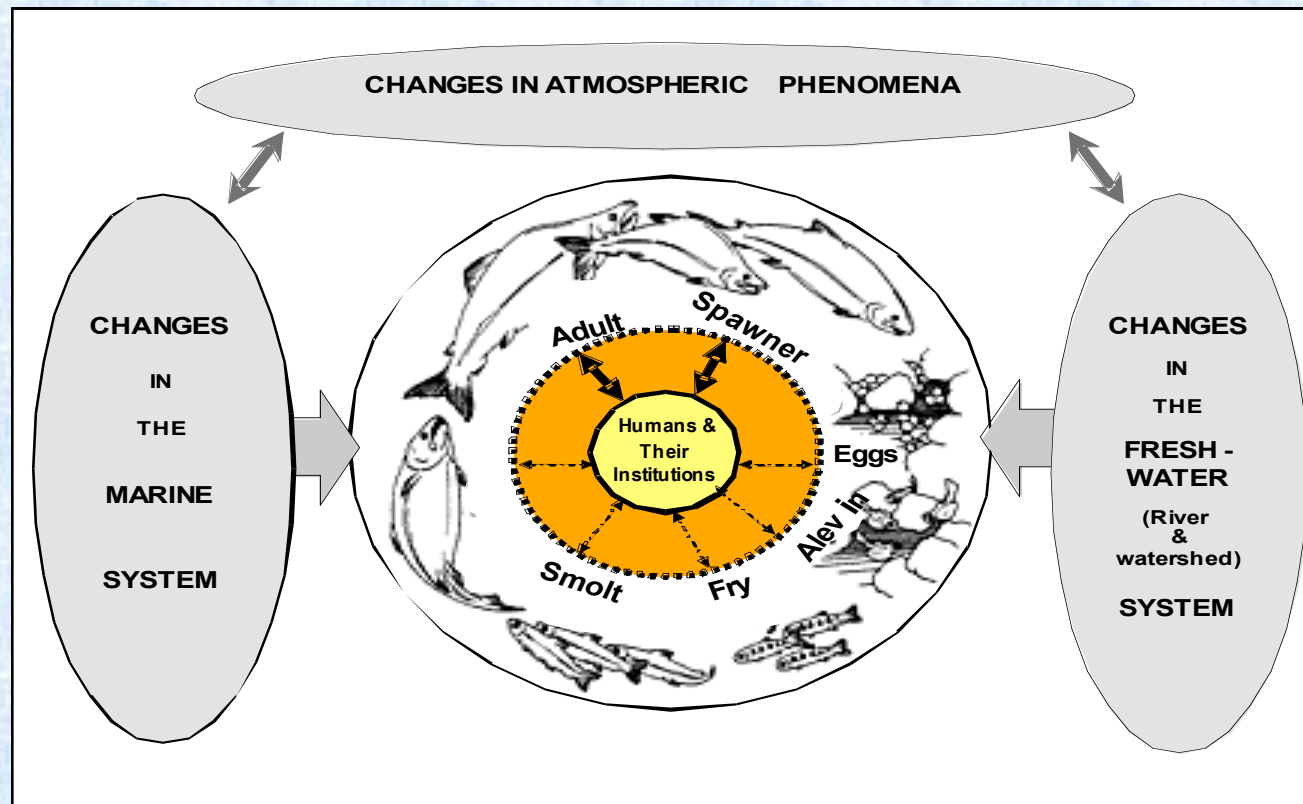 CHANGES IN ATMOSPHERIC PHENOMENA
CHANGES
IN
THE
MARINE
SYSTEM
Adult
Spawner
Humans &
Their
Institutions
Eggs
Alev in
Fry
Smolt
CHANGES
IN
THE
FRESH -
WATER
(River
&
watershed)
SYSTEM